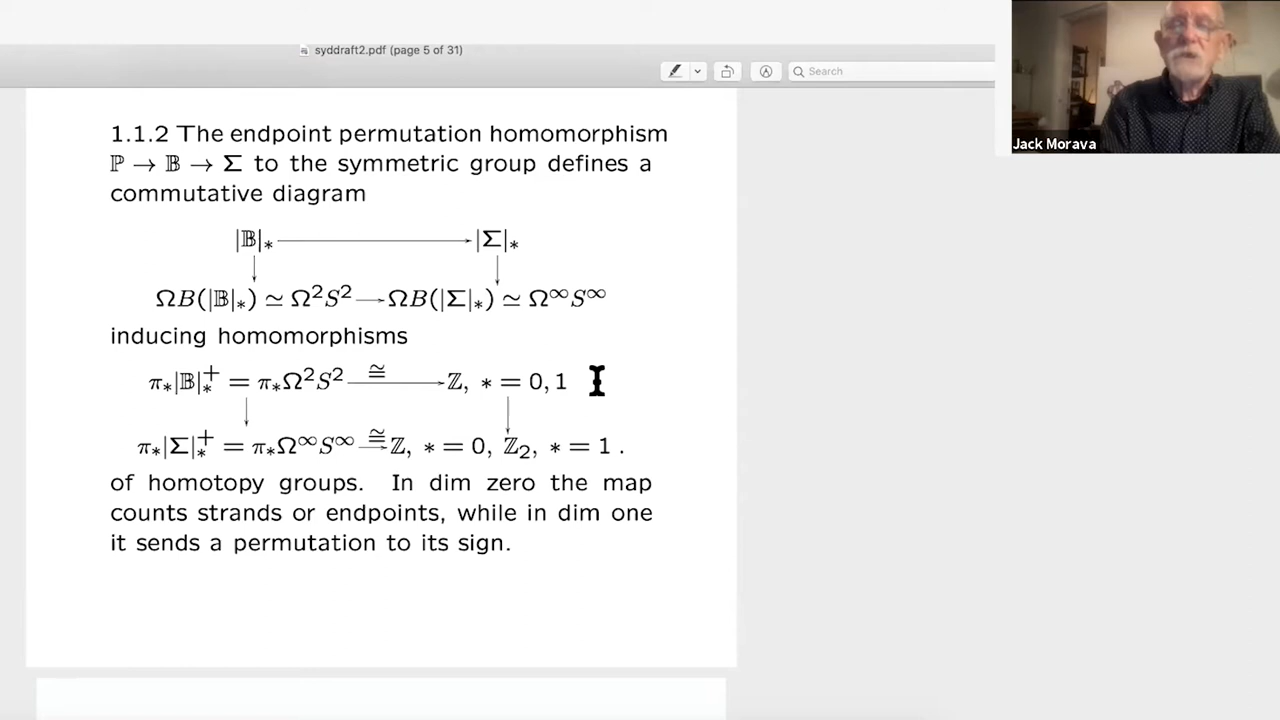 syddraft2.pdf (page 5 of 31)
Search
Jack Morava
1.1.2 The endpoint permutation homomorphism
ℙ → 𝔹 → Σ to the symmetric group defines a
commutative diagram
|𝔹|∗ → |Σ|∗
ΩB(|𝔹|∗) ≃ Ω²S² → ΩB(|Σ|∗) ≃ Ω^∞S^∞
inducing homomorphisms
π∗|𝔹|∗⁺ = π∗Ω²S² ≅→ ℤ, ∗ = 0, 1
π∗|Σ|∗⁺ = π∗Ω^∞S^∞ ≅→ ℤ, ∗ = 0, ℤ₂, ∗ = 1 .
of homotopy groups. In dim zero the map
counts strands or endpoints, while in dim one
it sends a permutation to its sign.